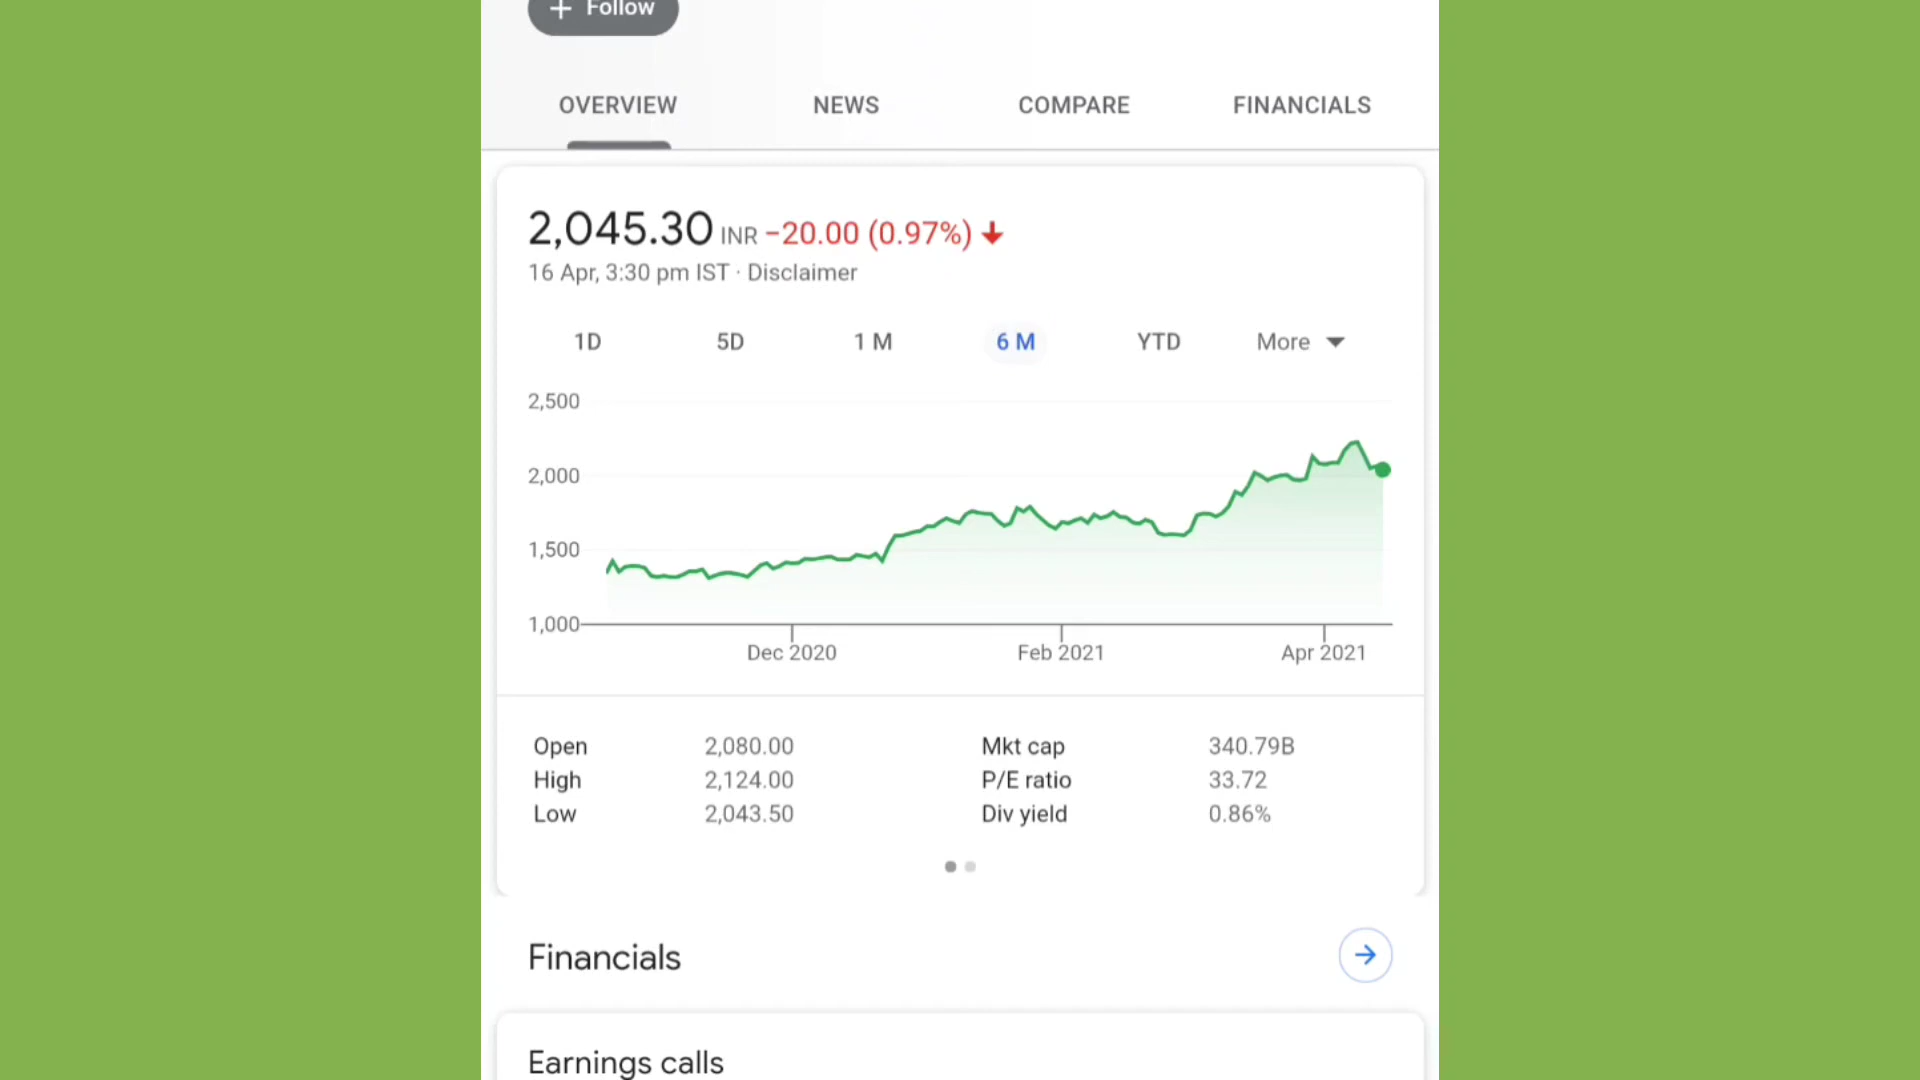 + Follow
OVERVIEW NEWS COMPARE FINANCIALS
2,045.30 INR −20.00 (0.97%)
16 Apr, 3:30 pm IST · Disclaimer
1D 5D 1 M 6 M YTD More
2,500
2,000
1,500
1,000
Dec 2020 Feb 2021 Apr 2021
Open 2,080.00 Mkt cap 340.79B
High 2,124.00 P/E ratio 33.72
Low 2,043.50 Div yield 0.86%
Financials
Earnings calls